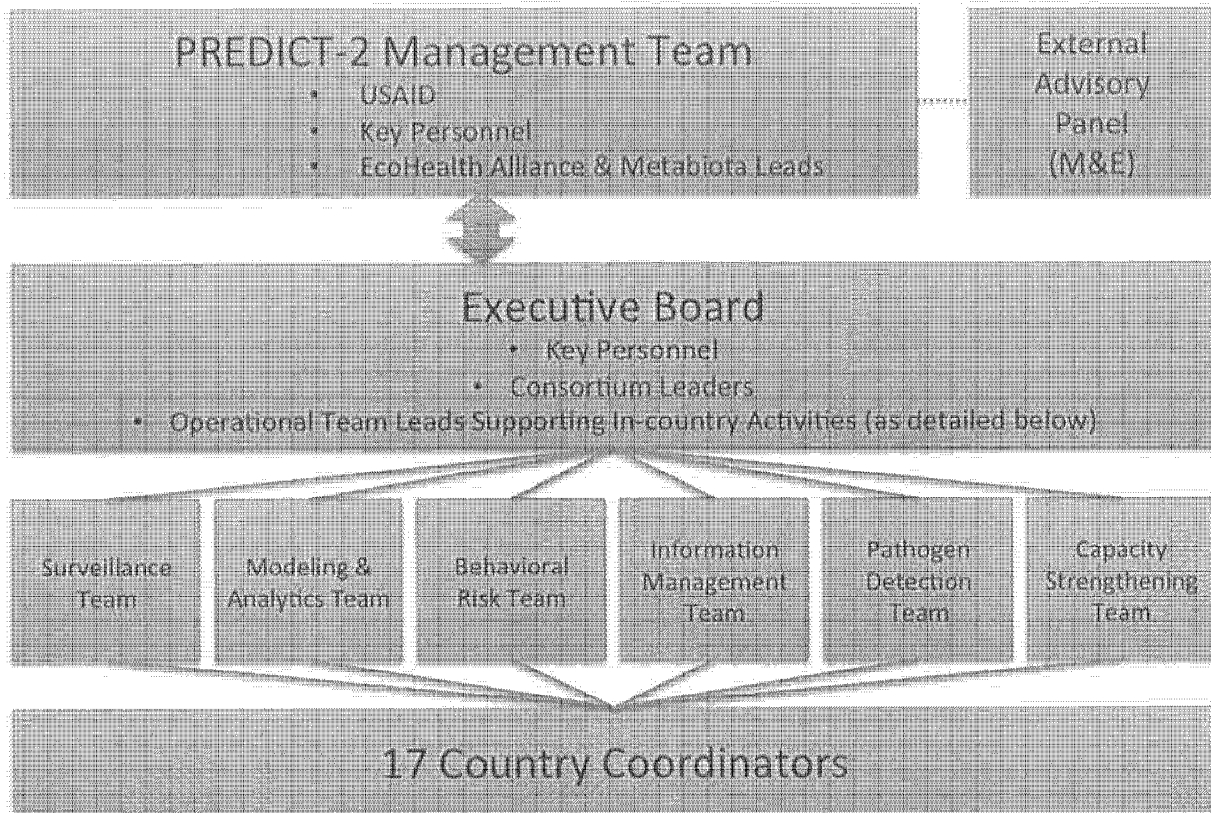 PREDICT-2 Management Team
• USAID
• Key Personnel
• EcoHealth Alliance & Metabiota Leads
External
Advisory
Panel
(M&E)
Executive Board
• Key Personnel
• Consortium Leaders
• Operational Team Leads Supporting In-country Activities (as detailed below)
Surveillance
Team
Modeling &
Analytics Team
Behavioral
Risk Team
Information
Management
Team
Pathogen
Detection
Team
Capacity
Strengthening
Team
17 Country Coordinators